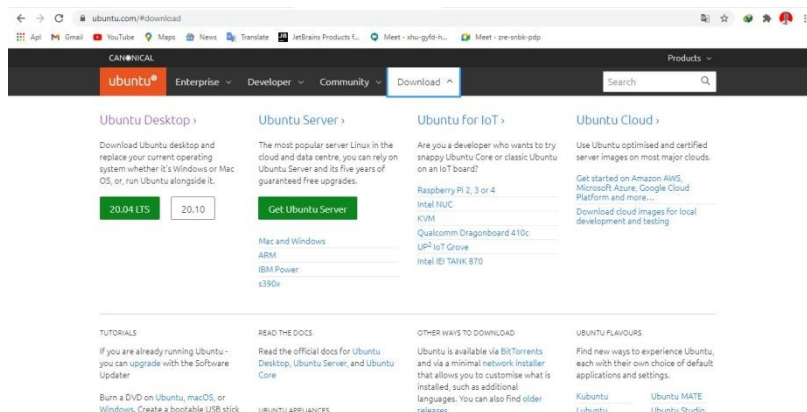 ubuntu.com/#download
Apl Gmail YouTube Maps News Translate JetBrains Products f... Meet - xhu-gyfd-h... Meet - zre-snbk-pdp
CANONICAL Products
ubuntu Enterprise Developer Community Download Search
Ubuntu Desktop ›
Download Ubuntu desktop and
replace your current operating
system whether it's Windows or Mac
OS, or, run Ubuntu alongside it.
20.04 LTS 20.10
Ubuntu Server ›
The most popular server Linux in the
cloud and data centre, you can rely on
Ubuntu Server and its five years of
guaranteed free upgrades.
Get Ubuntu Server
Mac and Windows
ARM
IBM Power
s390x
Ubuntu for IoT ›
Are you a developer who wants to try
snappy Ubuntu Core or classic Ubuntu
on an IoT board?
Raspberry Pi 2, 3 or 4
Intel NUC
KVM
Qualcomm Dragonboard 410c
UP² IoT Grove
Intel IEI TANK 870
Ubuntu Cloud ›
Use Ubuntu optimised and certified
server images on most major clouds.
Get started on Amazon AWS,
Microsoft Azure, Google Cloud
Platform and more...
Download cloud images for local
development and testing
TUTORIALS
If you are already running Ubuntu -
you can upgrade with the Software
Updater
Burn a DVD on Ubuntu, macOS, or
Windows. Create a bootable USB stick
READ THE DOCS
Read the official docs for Ubuntu
Desktop, Ubuntu Server, and Ubuntu
Core
UBUNTU APPLIANCES
OTHER WAYS TO DOWNLOAD
Ubuntu is available via BitTorrents
and via a minimal network installer
that allows you to customise what is
installed, such as additional
languages. You can also find older
releases
UBUNTU FLAVOURS
Find new ways to experience Ubuntu,
each with their own choice of default
applications and settings.
Kubuntu Ubuntu MATE
Lubuntu Ubuntu Studio